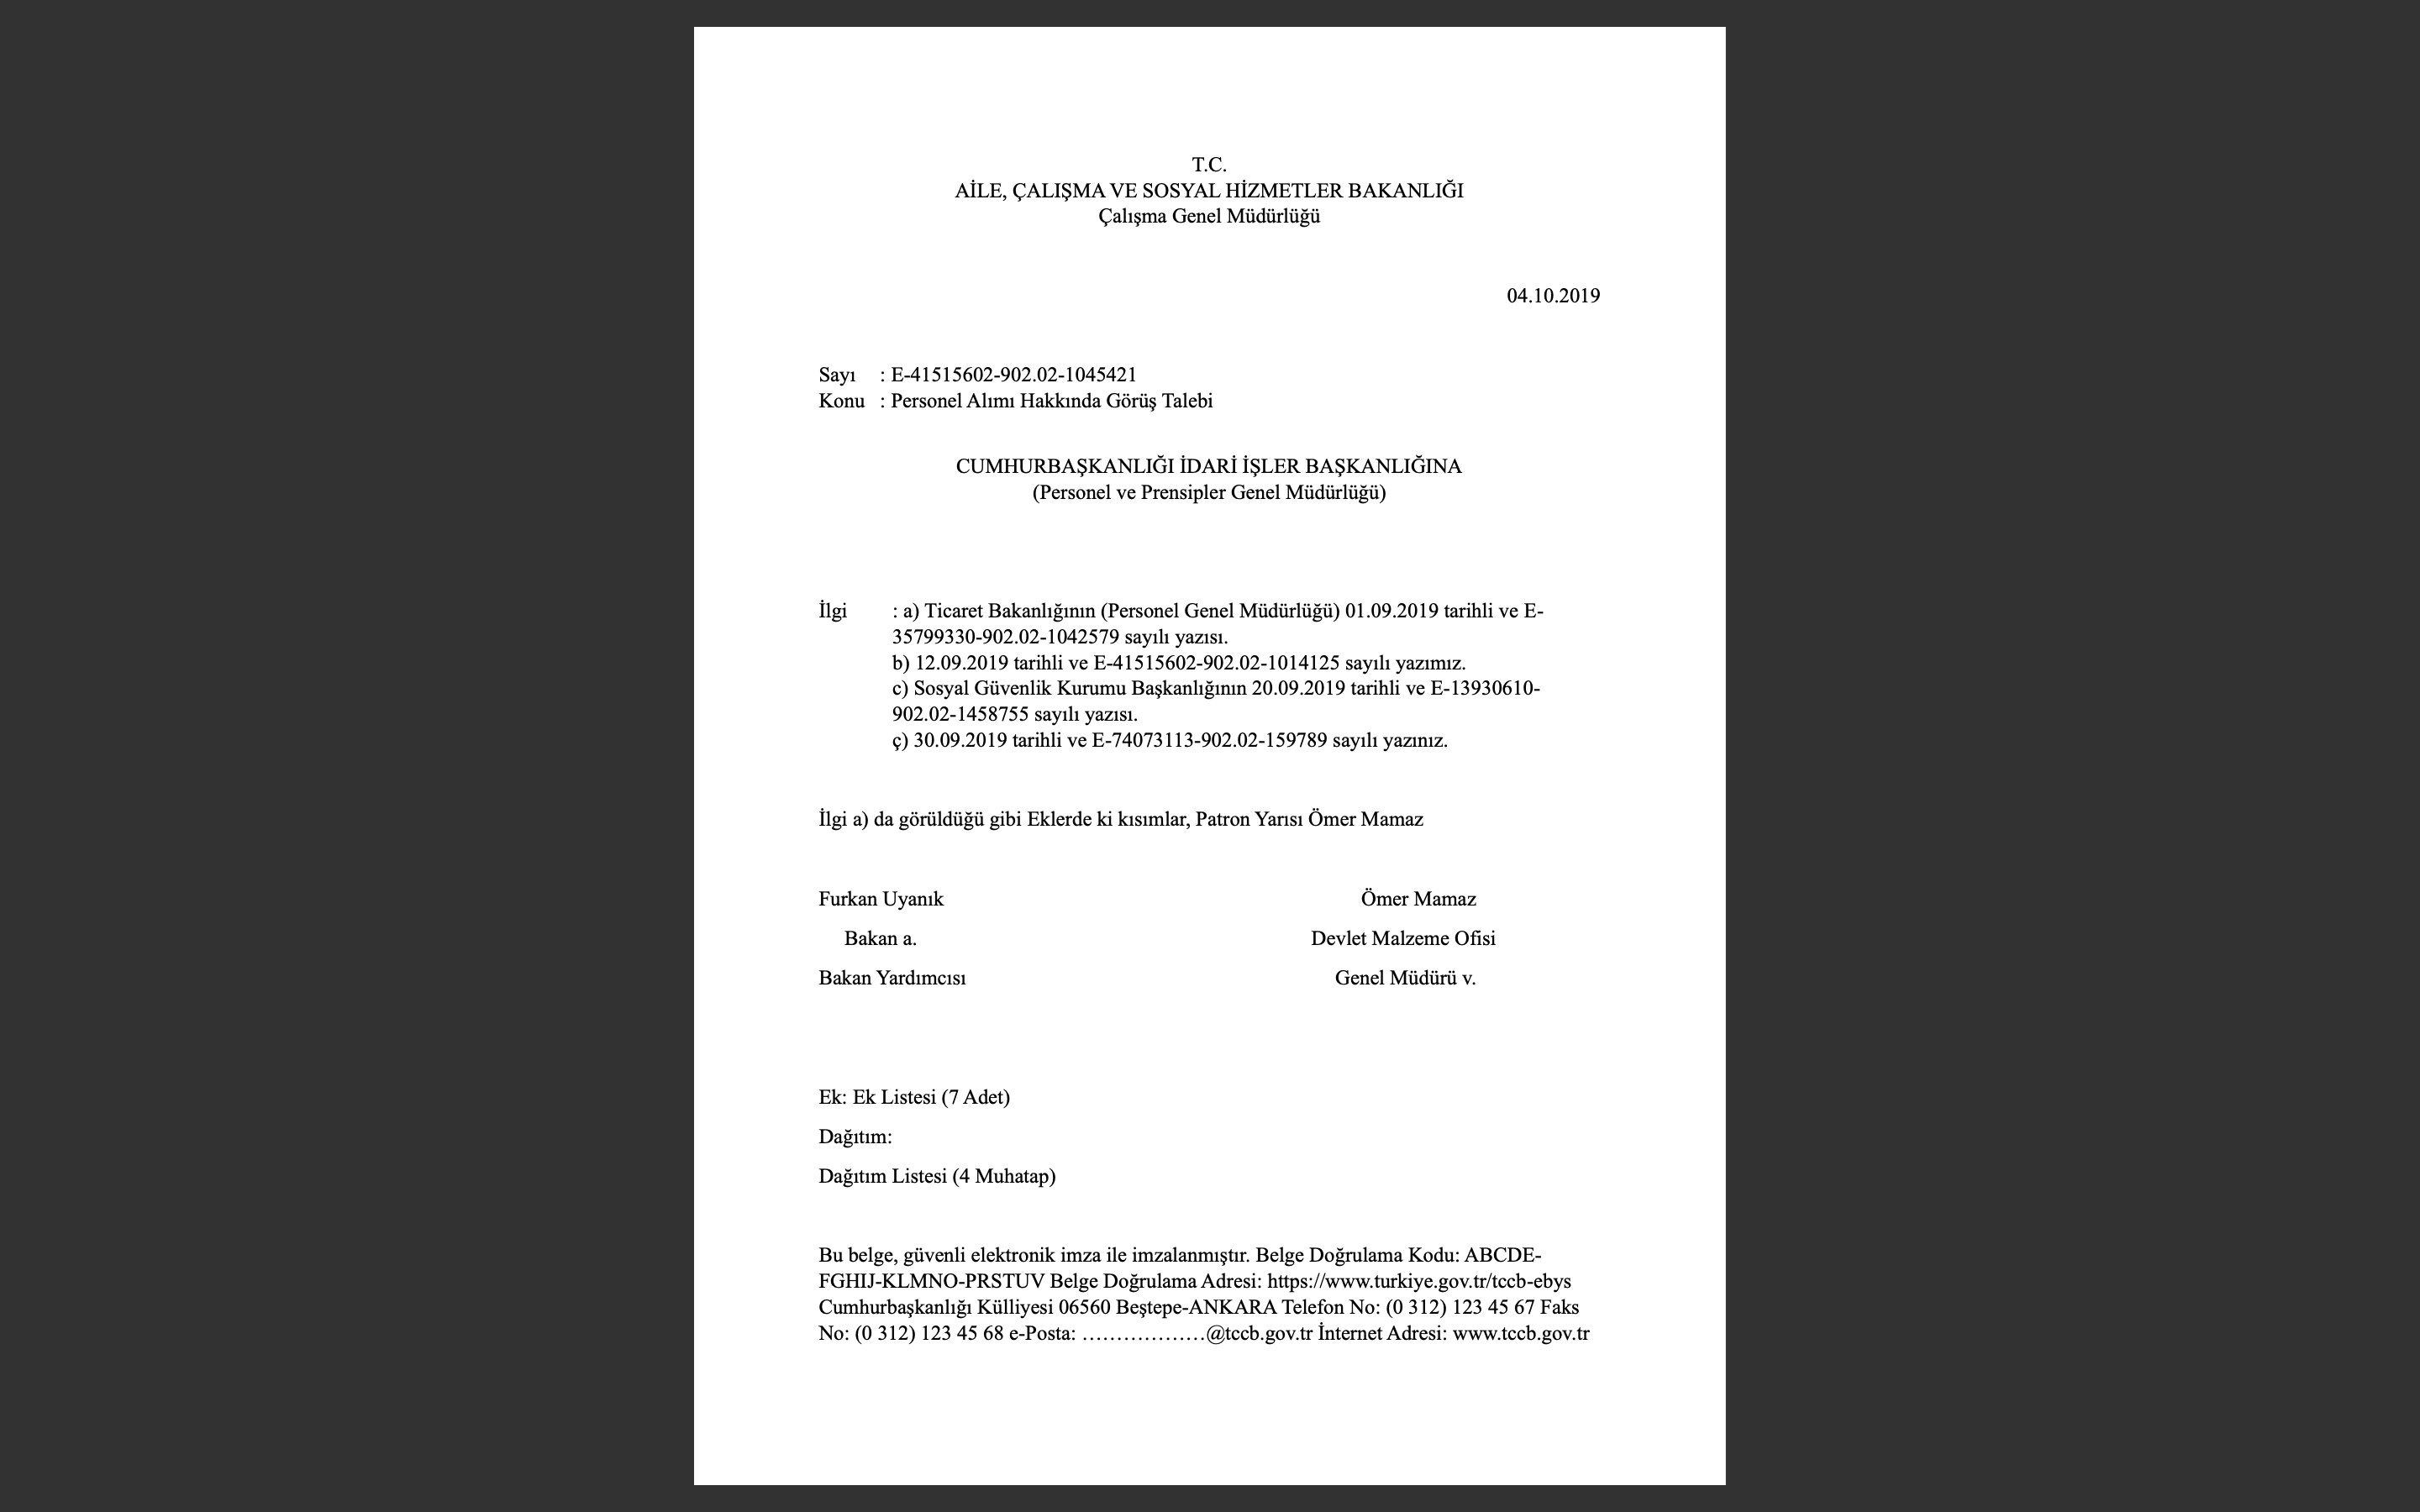 T.C.
AİLE, ÇALIŞMA VE SOSYAL HİZMETLER BAKANLIĞI
Çalışma Genel Müdürlüğü
04.10.2019
Sayı : E-41515602-902.02-1045421
Konu : Personel Alımı Hakkında Görüş Talebi
CUMHURBAŞKANLIĞI İDARİ İŞLER BAŞKANLIĞINA
(Personel ve Prensipler Genel Müdürlüğü)
İlgi : a) Ticaret Bakanlığının (Personel Genel Müdürlüğü) 01.09.2019 tarihli ve E-
35799330-902.02-1042579 sayılı yazısı.
b) 12.09.2019 tarihli ve E-41515602-902.02-1014125 sayılı yazımız.
c) Sosyal Güvenlik Kurumu Başkanlığının 20.09.2019 tarihli ve E-13930610-
902.02-1458755 sayılı yazısı.
ç) 30.09.2019 tarihli ve E-74073113-902.02-159789 sayılı yazınız.
İlgi a) da görüldüğü gibi Eklerde ki kısımlar, Patron Yarısı Ömer Mamaz
Furkan Uyanık Ömer Mamaz
Bakan a. Devlet Malzeme Ofisi
Bakan Yardımcısı Genel Müdürü v.
Ek: Ek Listesi (7 Adet)
Dağıtım:
Dağıtım Listesi (4 Muhatap)
Bu belge, güvenli elektronik imza ile imzalanmıştır. Belge Doğrulama Kodu: ABCDE-
FGHIJ-KLMNO-PRSTUV Belge Doğrulama Adresi: https://www.turkiye.gov.tr/tccb-ebys
Cumhurbaşkanlığı Külliyesi 06560 Beştepe-ANKARA Telefon No: (0 312) 123 45 67 Faks
No: (0 312) 123 45 68 e-Posta: ………………@tccb.gov.tr İnternet Adresi: www.tccb.gov.tr